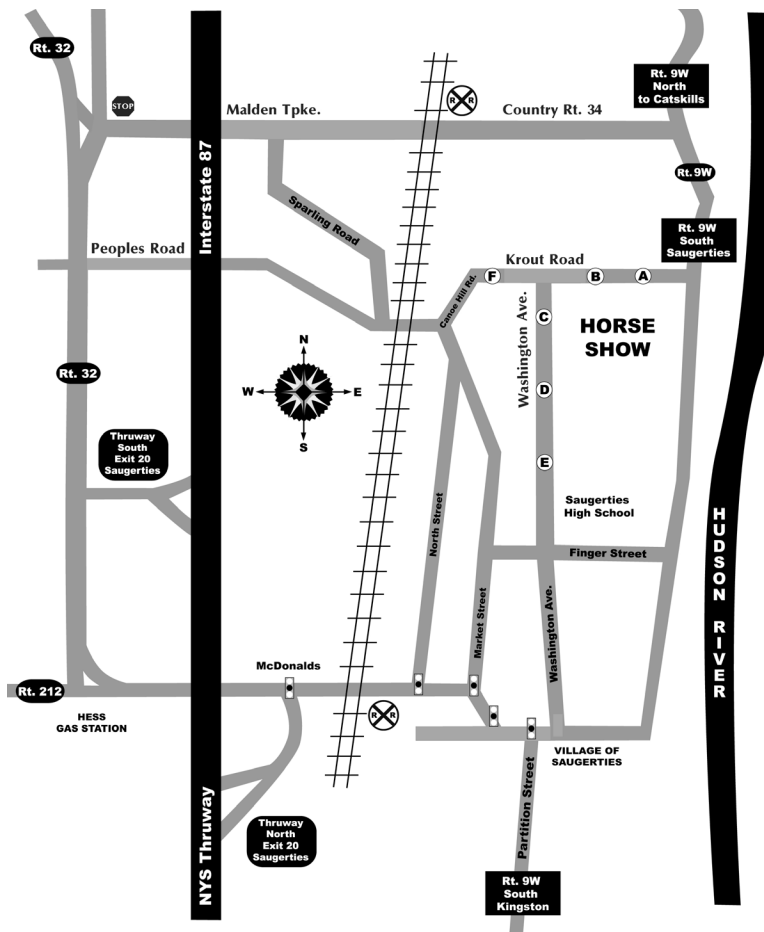 Rt. 32
STOP
Malden Tpke.
R R
Country Rt. 34
Rt. 9W
North
to Catskills
Rt. 9W
Interstate 87
Sparling Road
Peoples Road
Rt. 9W
South
Saugerties
Krout Road
Canoe Hill Rd.
F
B
A
C
Washington Ave.
HORSE
SHOW
N
W
E
S
Rt. 32
D
Thruway
South
Exit 20
Saugerties
E
Saugerties
High School
North Street
HUDSON RIVER
Finger Street
Market Street
Washington Ave.
McDonalds
Rt. 212
HESS
GAS STATION
R R
VILLAGE OF
SAUGERTIES
NYS Thruway
Partition Street
Thruway
North
Exit 20
Saugerties
Rt. 9W
South
Kingston